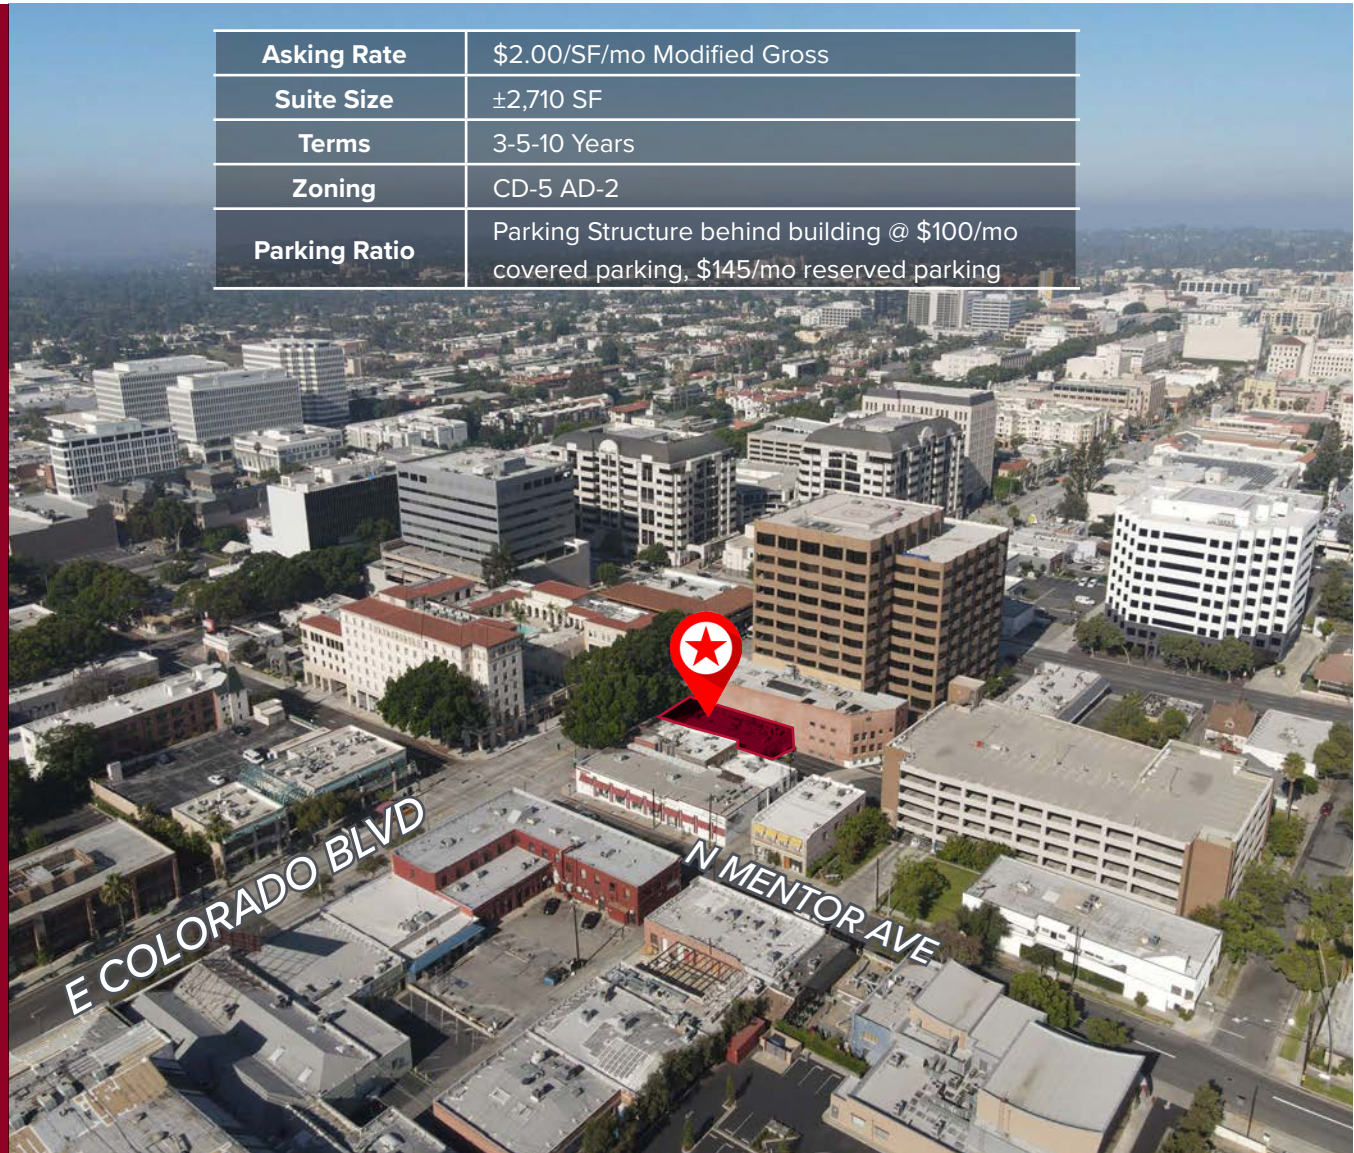 Asking Rate $2.00/SF/mo Modified Gross
Suite Size ±2,710 SF
Terms 3-5-10 Years
Zoning CD-5 AD-2
Parking Ratio Parking Structure behind building @ $100/mo
covered parking, $145/mo reserved parking
E COLORADO BLVD
N MENTOR AVE